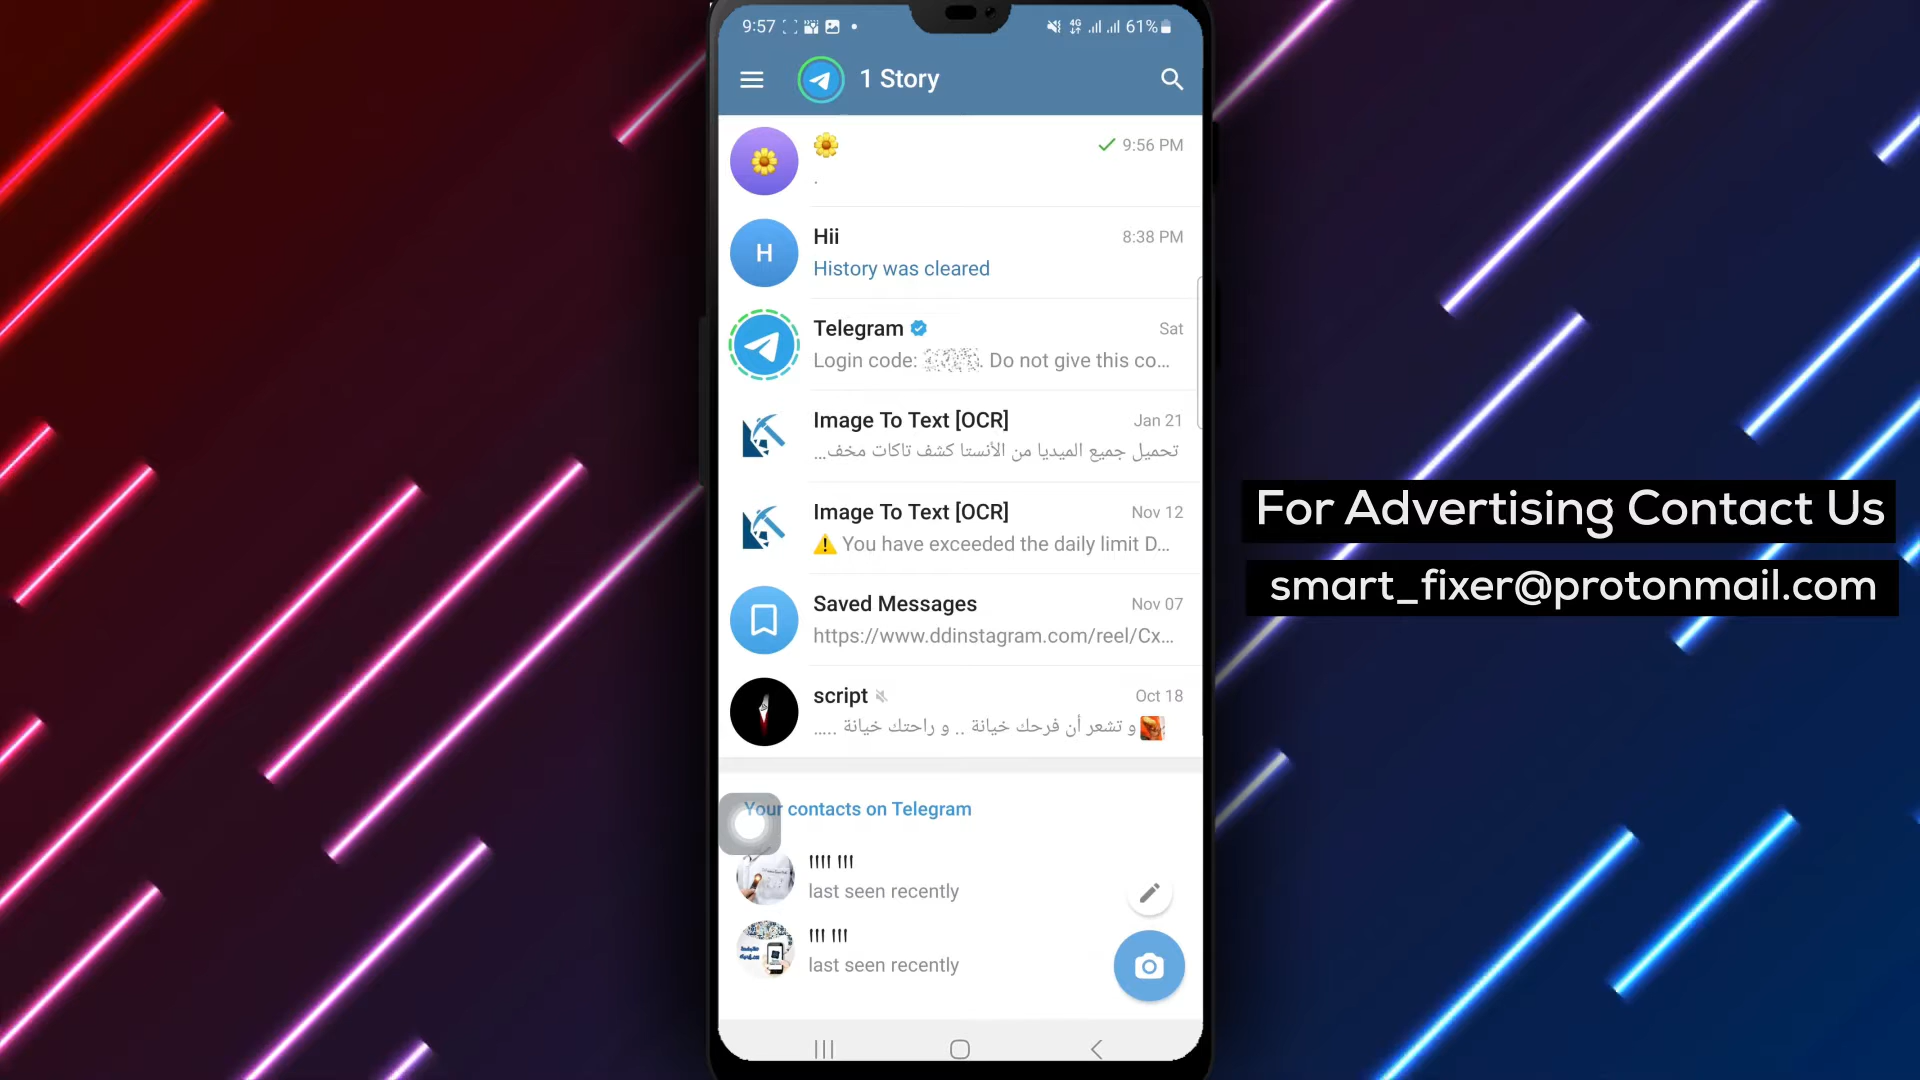 9:57
4G
61%
1 Story
9:56 PM
.
H
Hii
8:38 PM
History was cleared
Telegram
Sat
Login code: . Do not give this co...
Image To Text [OCR]
Jan 21
تحميل جميع الميديا من الأنستا كشف تاكات مخف...
Image To Text [OCR]
Nov 12
⚠️ You have exceeded the daily limit D...
Saved Messages
Nov 07
https://www.ddinstagram.com/reel/Cx...
script
Oct 18
و تشعر أن فرحك خيانة .. و راحتك خيانة .....
Your contacts on Telegram
last seen recently
last seen recently
For Advertising Contact Us
smart_fixer@protonmail.com